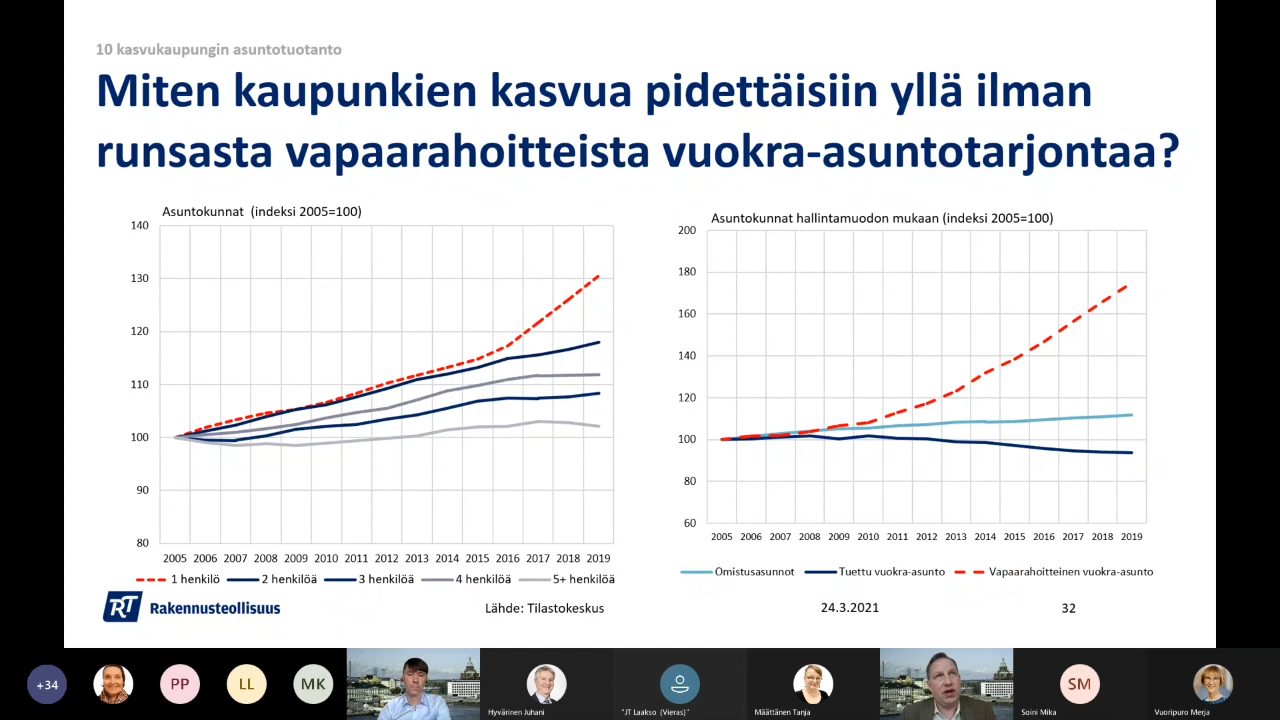 10 kasvukaupungin asuntotuotanto
Miten kaupunkien kasvua pidettäisiin yllä ilman
runsasta vapaarahoitteista vuokra-asuntotarjontaa?
Asuntokunnat (indeksi 2005=100)
140
130
120
110
100
90
80
2005 2006 2007 2008 2009 2010 2011 2012 2013 2014 2015 2016 2017 2018 2019
1 henkilö 2 henkilöä 3 henkilöä 4 henkilöä 5+ henkilöä
Asuntokunnat hallintamuodon mukaan (indeksi 2005=100)
200
180
160
140
120
100
80
60
2005 2006 2007 2008 2009 2010 2011 2012 2013 2014 2015 2016 2017 2018 2019
Omistusasunnot Tuettu vuokra-asunto Vapaarahoitteinen vuokra-asunto
RT Rakennusteollisuus
Lähde: Tilastokeskus
24.3.2021
32
+34
PP
LL
MK
Hyvärinen Juhani
"JT Laakso (Vieras)"
Määttänen Tanja
SM
Soini Mika
Vuoripuro Merja